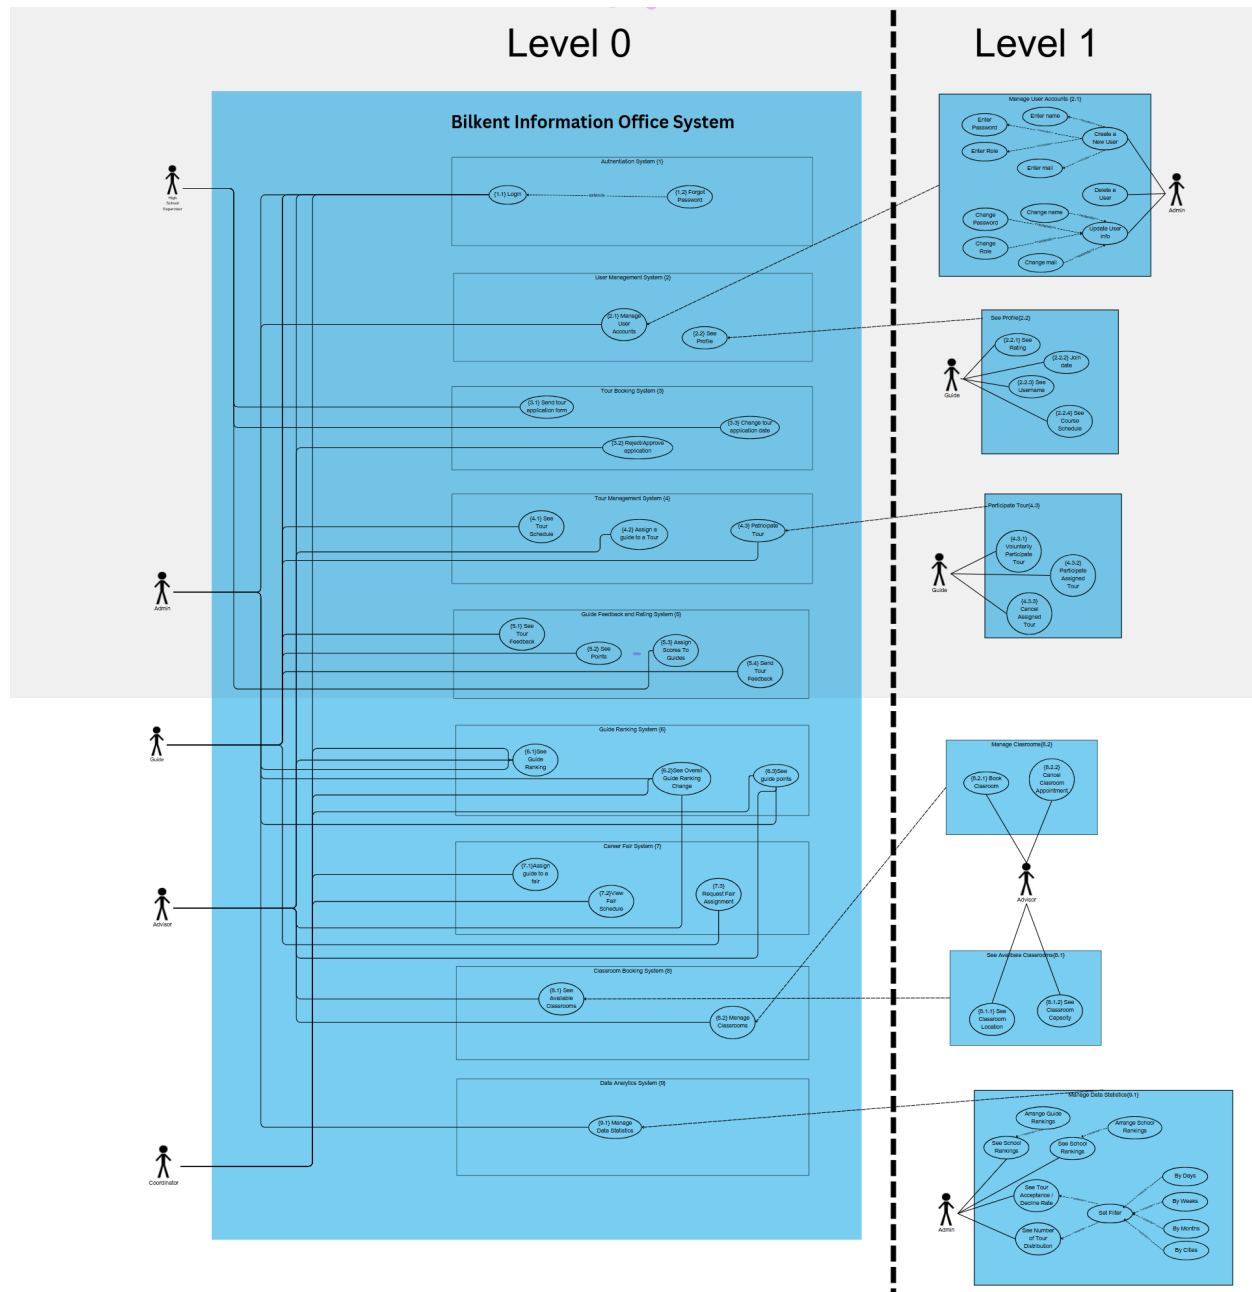 Level 0
Level 1
Bilkent Information Office System
Authentiation System {1}
{1.1} Login
extends
{1.2} Forgot
Password
High
School
Supervisor
User Management System {2}
{2.1} Manage
User
Accounts
{2.2} See
Profile
Tour Booking System {3}
{3.1} Send tour
application form
{3.3} Change tour
application date
{3.2} Reject/Approve
application
Tour Management System {4}
{4.1} See
Tour
Schedule
{4.2} Assign a
guide to a Tour
{4.3} Patricipate
Tour
Admin
Guide Feedback and Rating System {5}
{5.1} See
Tour
Feedback
{5.2} See
Points
{5.3} Assign
Scores To
Guides
{5.4} Send
Tour
Feedback
Guide
Guide Ranking System {6}
{6.1}See
Guide
Ranking
{6.2}See Overall
Guide Ranking
Change
{6.3}See
guide points
Career Fair System {7}
{7.1}Assign
guide to a
fair
{7.2}View
Fair
Schedule
{7.3}
Request Fair
Assignment
Advisor
Classroom Booking System {8}
{8.1} See
Available
Classrooms
{8.2} Manage
Classrooms
Data Analytics System {9}
{9.1} Manage
Data Statistics
Coordinator
Manage User Accounts {2.1}
Enter
Password
Enter name
Create a
New User
Enter Role
Enter mail
Delete a
User
Admin
Change
Password
Change name
Update User
Info
Change
Role
Change mail
See Profile{2.2}
{2.2.1} See
Rating
{2.2.2} Join
date
{2.2.3} See
Username
{2.2.4} See
Course
Schedule
Guide
Participate Tour{4.3}
{4.3.1}
Voluntarily
Participate
Tour
{4.3.2}
Participate
Assigned
Tour
{4.3.3}
Cancel
Assigned
Tour
Guide
Manage Clasrooms{8.2}
{8.2.1} Book
Clasroom
{8.2.2}
Cancel
Clasroom
Appointment
Advisor
See Available Classrooms{8.1}
{8.1.1} See
Classroom
Location
{8.1.2} See
Classroom
Capacity
Manage Data Statistics{9.1}
Arrange Guide
Rankings
Arrange School
Rankings
See School
Rankings
See School
Rankings
By Days
See Tour
Acceptance /
Decline Rate
By Weeks
Set Filter
Admin
See Number
of Tour
Distribution
By Months
By Cities